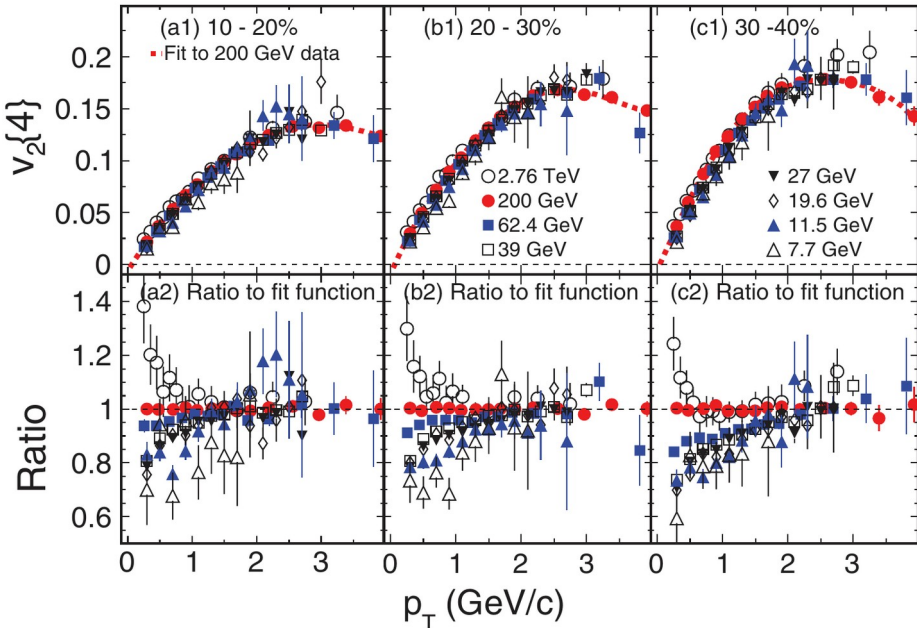 (a1) 10 - 20%
Fit to 200 GeV data
(b1) 20 - 30%
(c1) 30 -40%
v2{4}
0.2
0.15
0.1
0.05
0
2.76 TeV
200 GeV
62.4 GeV
39 GeV
27 GeV
19.6 GeV
11.5 GeV
7.7 GeV
(a2) Ratio to fit function
(b2) Ratio to fit function
(c2) Ratio to fit function
Ratio
1.4
1.2
1
0.8
0.6
0 1 2 3 0 1 2 3 0 1 2 3
pT (GeV/c)